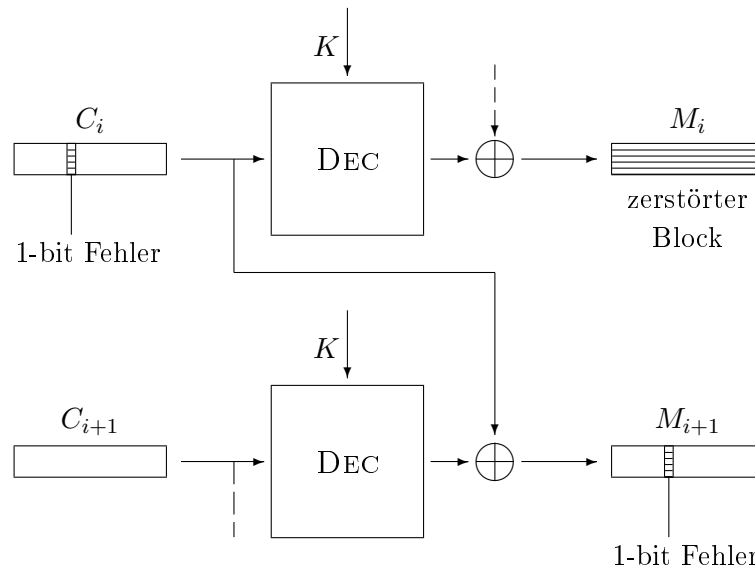 K
C_i
DEC
M_i
1-bit Fehler
zerstörter
Block
K
C_{i+1}
DEC
M_{i+1}
1-bit Fehler